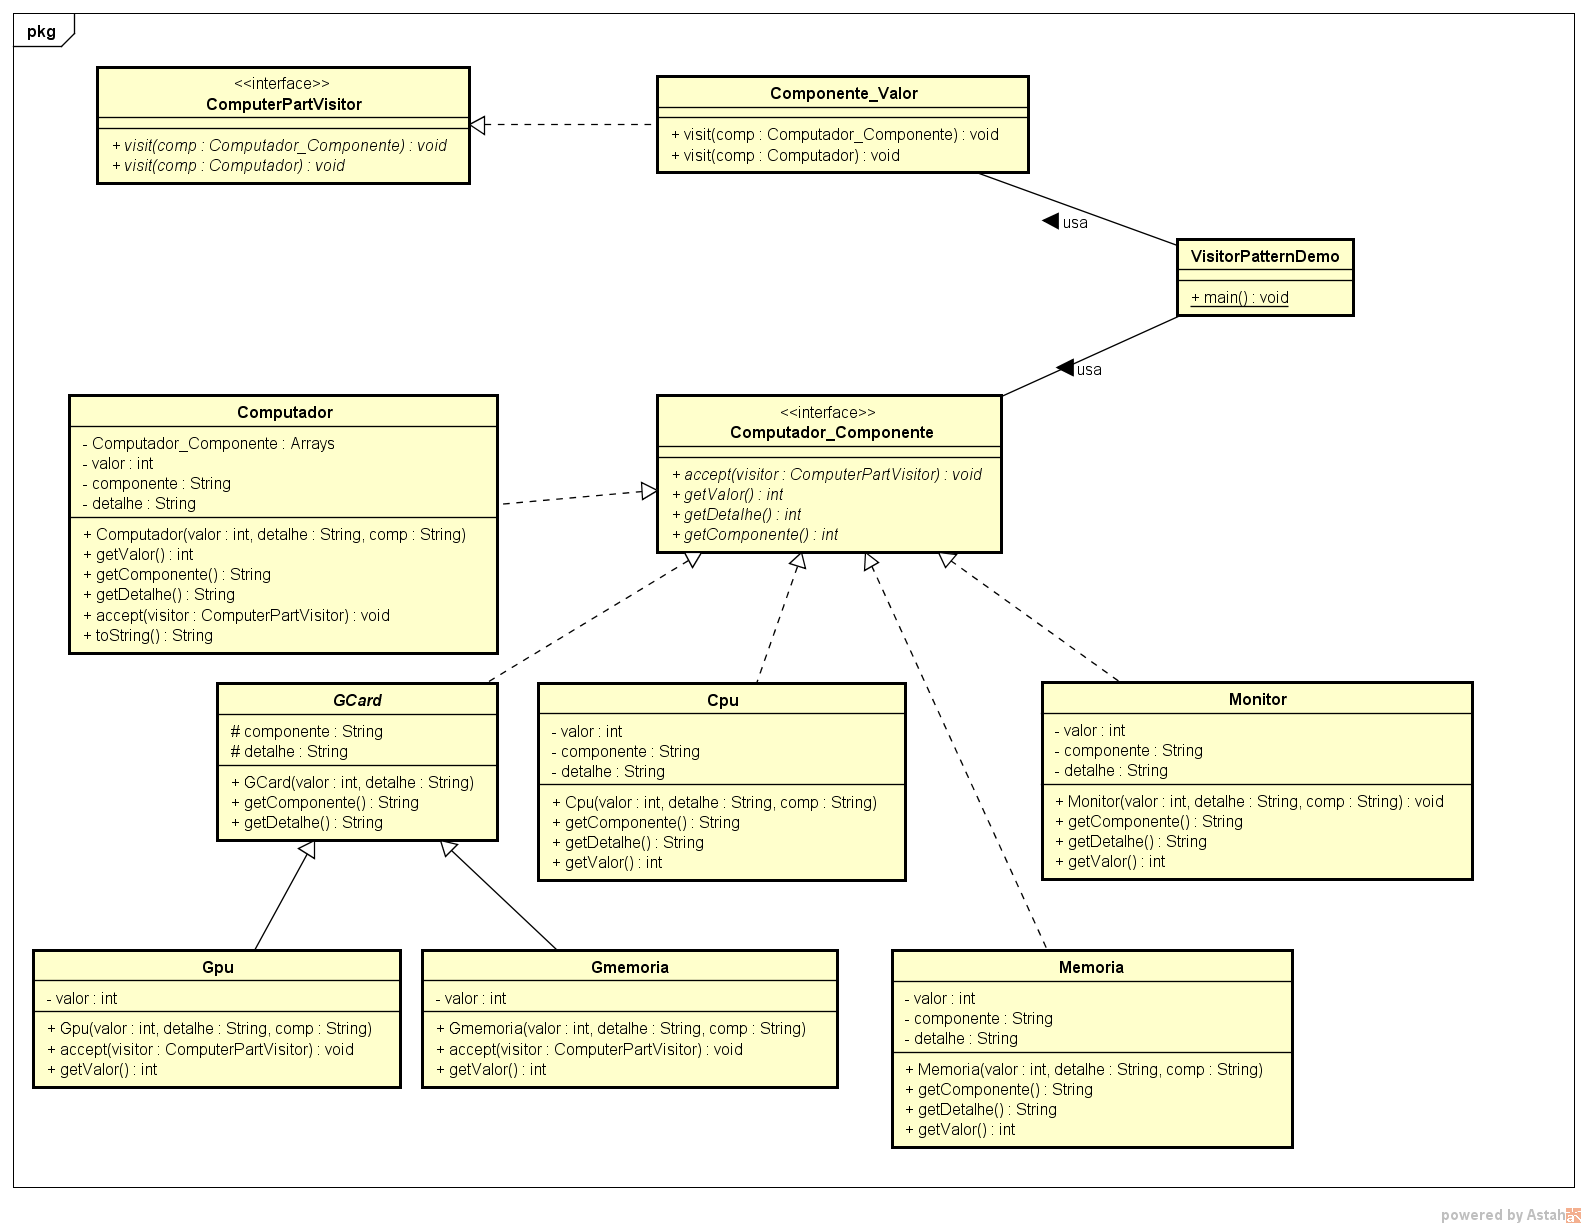 pkg
<<interface>>
ComputerPartVisitor
+ visit(comp : Computador_Componente) : void
+ visit(comp : Computador) : void
Componente_Valor
+ visit(comp : Computador_Componente) : void
+ visit(comp : Computador) : void
usa
VisitorPatternDemo
+ main() : void
usa
Computador
- Computador_Componente : Arrays
- valor : int
- componente : String
- detalhe : String
+ Computador(valor : int, detalhe : String, comp : String)
+ getValor() : int
+ getComponente() : String
+ getDetalhe() : String
+ accept(visitor : ComputerPartVisitor) : void
+ toString() : String
<<interface>>
Computador_Componente
+ accept(visitor : ComputerPartVisitor) : void
+ getValor() : int
+ getDetalhe() : int
+ getComponente() : int
GCard
# componente : String
# detalhe : String
+ GCard(valor : int, detalhe : String)
+ getComponente() : String
+ getDetalhe() : String
Cpu
- valor : int
- componente : String
- detalhe : String
+ Cpu(valor : int, detalhe : String, comp : String)
+ getComponente() : String
+ getDetalhe() : String
+ getValor() : int
Monitor
- valor : int
- componente : String
- detalhe : String
+ Monitor(valor : int, detalhe : String, comp : String) : void
+ getComponente() : String
+ getDetalhe() : String
+ getValor() : int
Gpu
- valor : int
+ Gpu(valor : int, detalhe : String, comp : String)
+ accept(visitor : ComputerPartVisitor) : void
+ getValor() : int
Gmemoria
- valor : int
+ Gmemoria(valor : int, detalhe : String, comp : String)
+ accept(visitor : ComputerPartVisitor) : void
+ getValor() : int
Memoria
- valor : int
- componente : String
- detalhe : String
+ Memoria(valor : int, detalhe : String, comp : String)
+ getComponente() : String
+ getDetalhe() : String
+ getValor() : int
powered by Astah